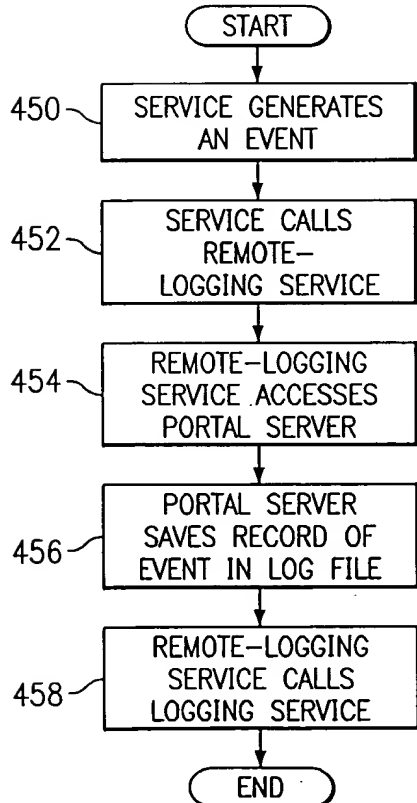 START
450
SERVICE GENERATES
AN EVENT
452
SERVICE CALLS
REMOTE-
LOGGING SERVICE
454
REMOTE-LOGGING
SERVICE ACCESSES
PORTAL SERVER
456
PORTAL SERVER
SAVES RECORD OF
EVENT IN LOG FILE
458
REMOTE-LOGGING
SERVICE CALLS
LOGGING SERVICE
END